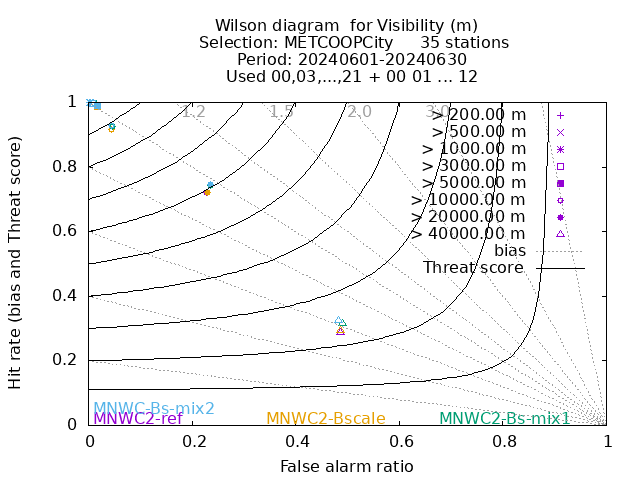 Wilson diagram  for Visibility (m)
Selection: METCOOPCity     35 stations
Period: 20240601-20240630
Used 00,03,...,21 + 00 01 ... 12
1.2 1.5 2.0 3.0
> 200.00 m
> 500.00 m
> 1000.00 m
> 3000.00 m
> 5000.00 m
> 10000.00 m
> 20000.00 m
> 40000.00 m
bias
Threat score
Hit rate (bias and Threat score)
1
0.8
0.6
0.4
0.2
0
MNWC-Bs-mix2
MNWC2-ref MNWC2-Bscale MNWC2-Bs-mix1
0 0.2 0.4 0.6 0.8 1
False alarm ratio